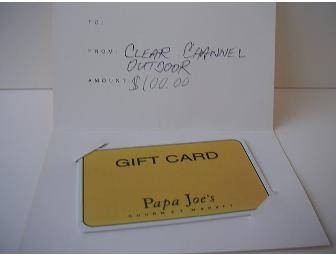 TO:
FROM: CLEAR CHANNEL
OUTDOOR
AMOUNT: $100.00
GIFT CARD
Papa Joe's
GOURMET MARKET